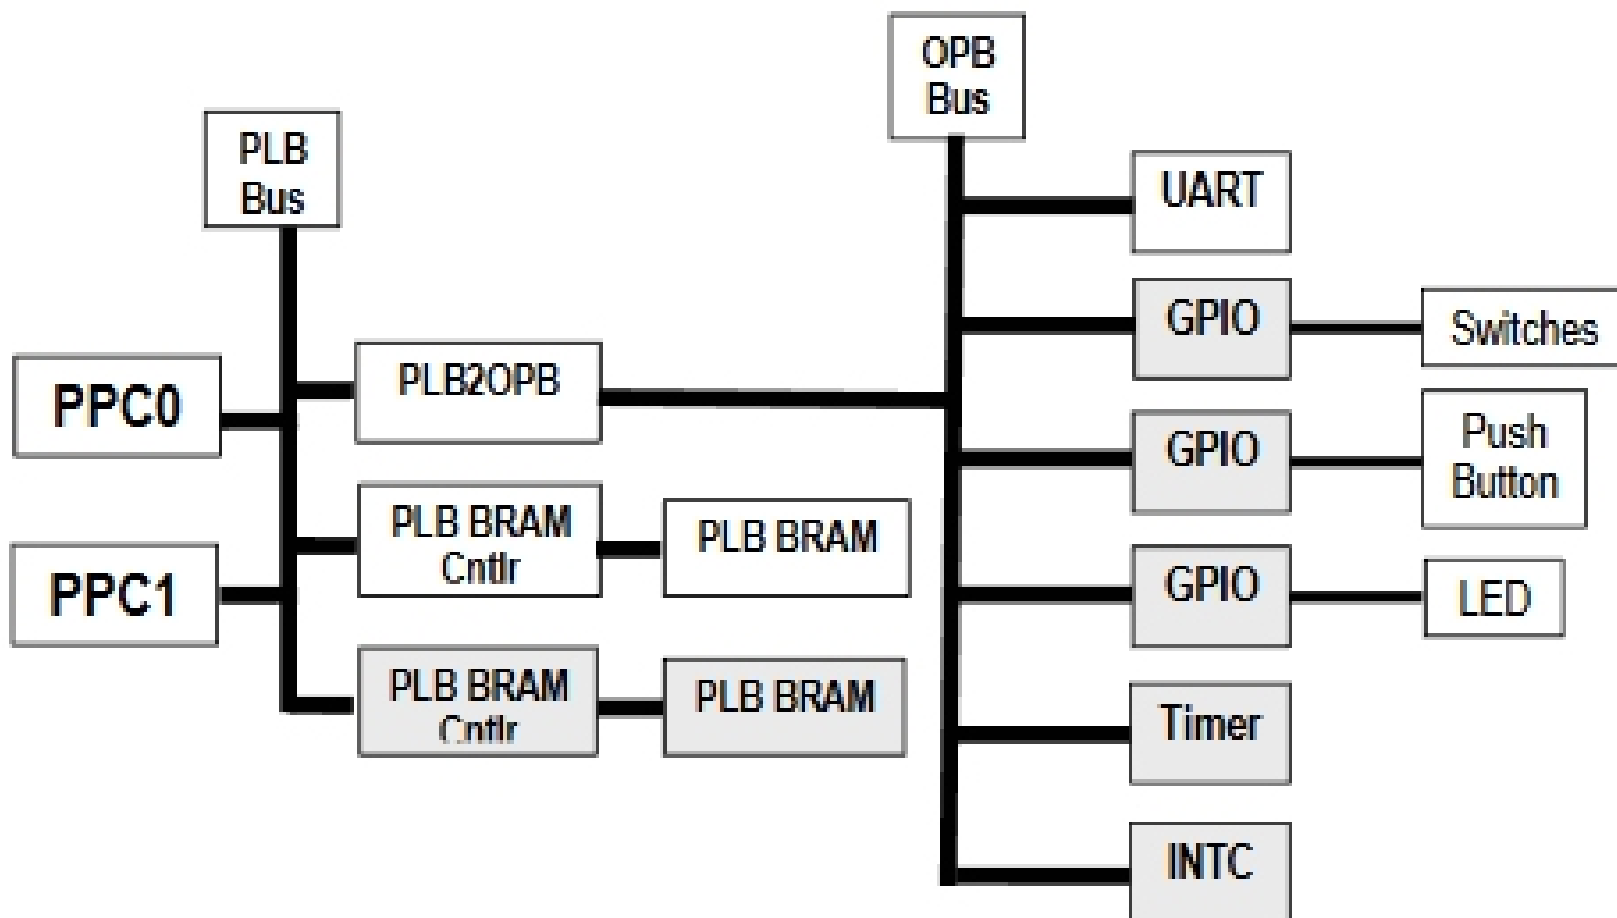 OPB
Bus
PLB
Bus
UART
GPIO
Switches
PPC0
PLB2OPB
GPIO
Push
Button
PLB BRAM
Cntlr
PLB BRAM
PPC1
GPIO
LED
PLB BRAM
Cntlr
PLB BRAM
Timer
INTC